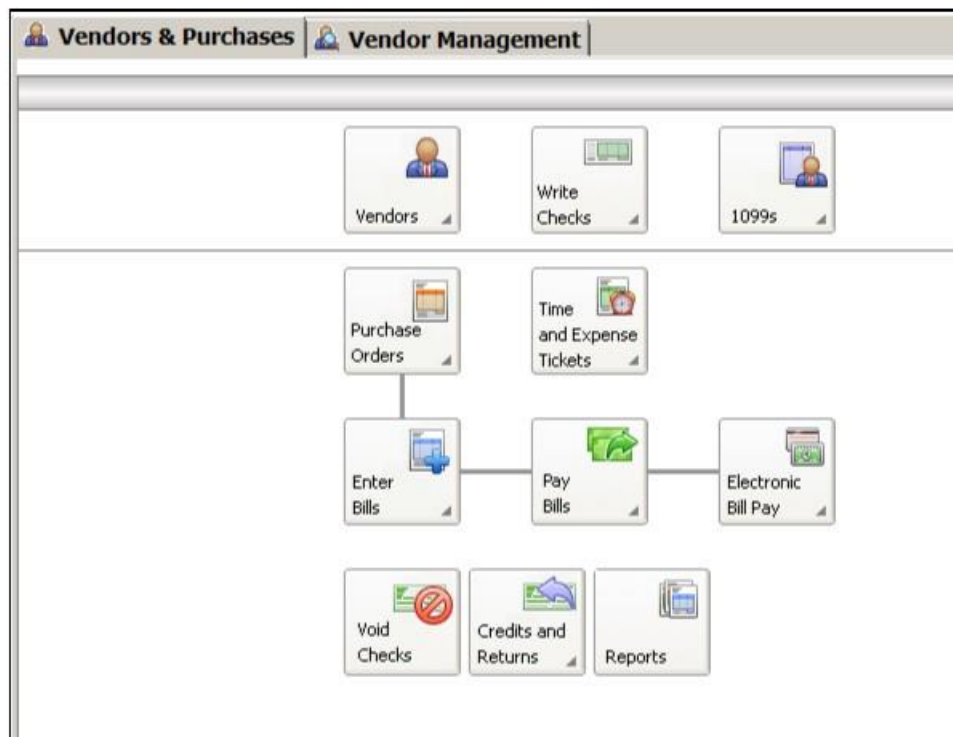 Vendors & Purchases
Vendor Management
Vendors
Write
Checks
1099s
Purchase
Orders
Time
and Expense
Tickets
Enter
Bills
Pay
Bills
Electronic
Bill Pay
Void
Checks
Credits and
Returns
Reports